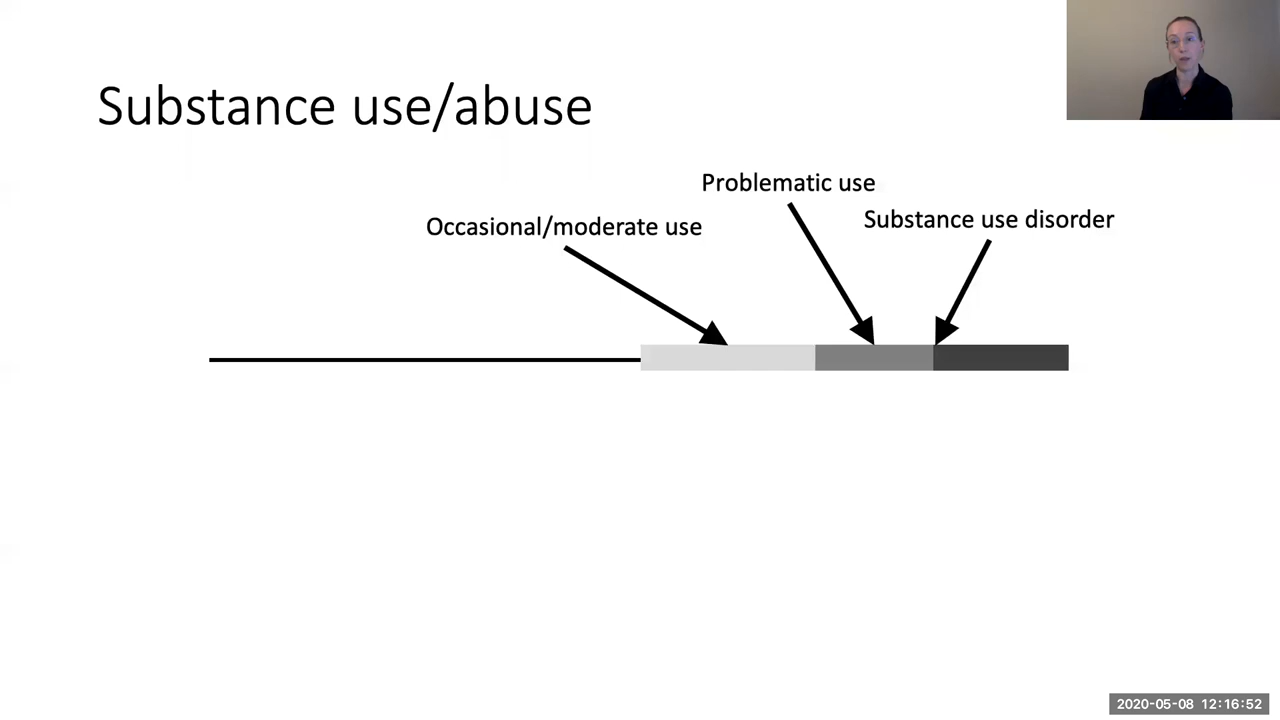 Substance use/abuse
Problematic use
Substance use disorder
Occasional/moderate use
2020-05-08 12:16:52